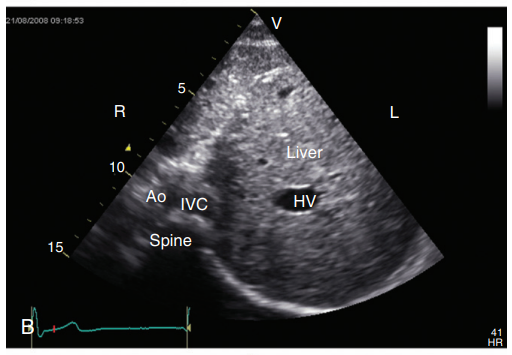 21/08/2008 09:18:53
V
5
R
L
Liver
10
Ao
IVC
HV
Spine
15
B
41
HR